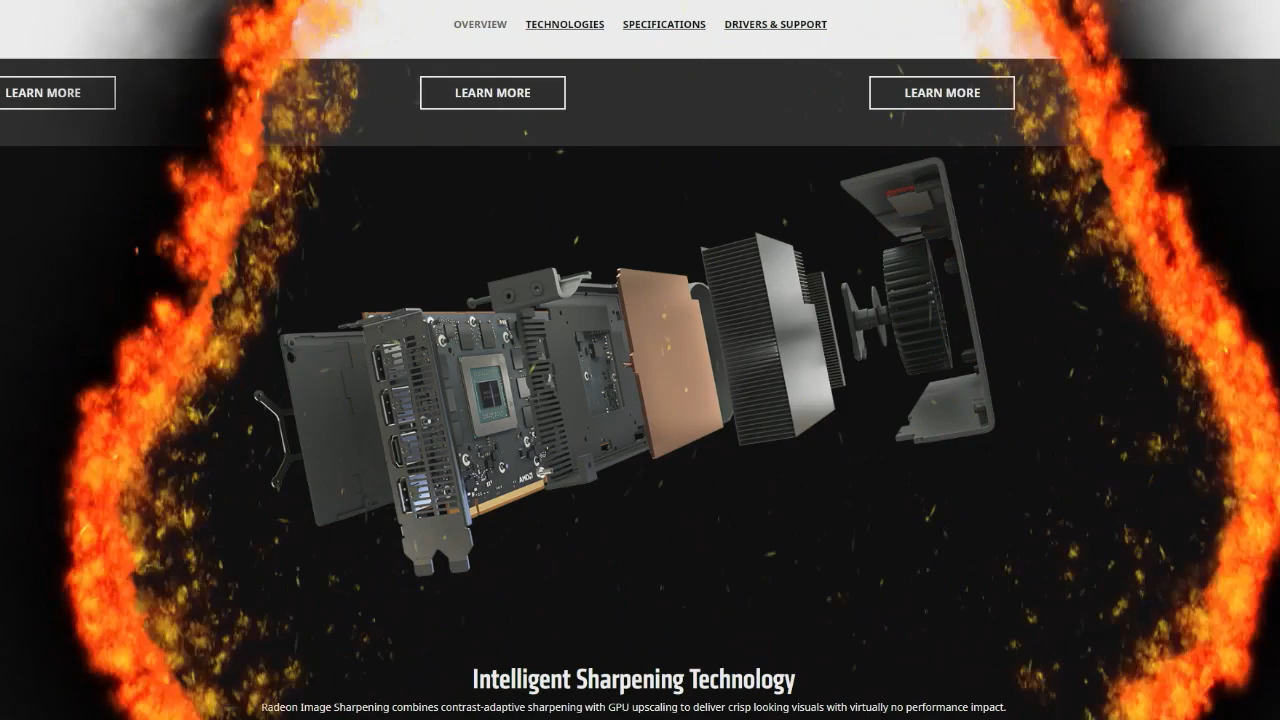 OVERVIEW TECHNOLOGIES SPECIFICATIONS DRIVERS & SUPPORT
LEARN MORE LEARN MORE LEARN MORE
AMD
Intelligent Sharpening Technology
Radeon Image Sharpening combines contrast-adaptive sharpening with GPU upscaling to deliver crisp looking visuals with virtually no performance impact.